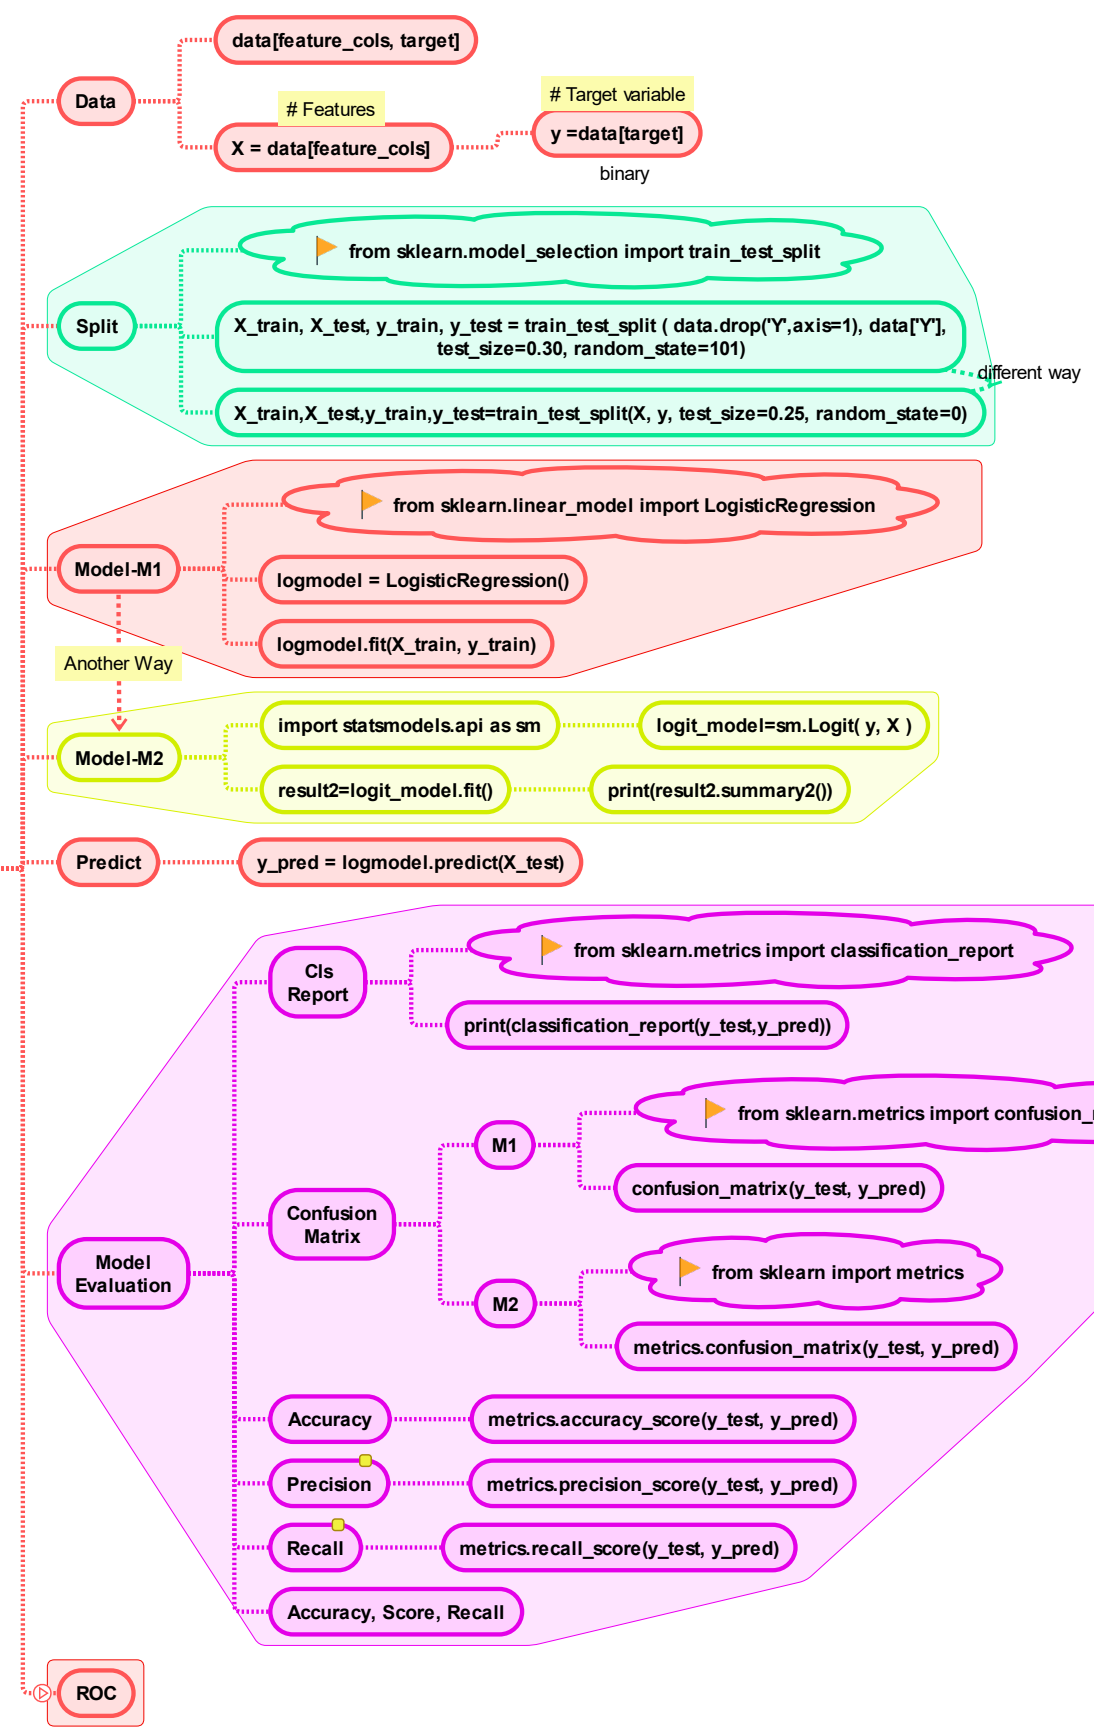 data[feature_cols, target]
Data
# Features
X = data[feature_cols]
# Target variable
y =data[target]
binary
from sklearn.model_selection import train_test_split
Split
X_train, X_test, y_train, y_test = train_test_split ( data.drop('Y',axis=1), data['Y'],
test_size=0.30, random_state=101)
different way
X_train,X_test,y_train,y_test=train_test_split(X, y, test_size=0.25, random_state=0)
from sklearn.linear_model import LogisticRegression
Model-M1
logmodel = LogisticRegression()
logmodel.fit(X_train, y_train)
Another Way
import statsmodels.api as sm
logit_model=sm.Logit( y, X )
Model-M2
result2=logit_model.fit()
print(result2.summary2())
Predict
y_pred = logmodel.predict(X_test)
from sklearn.metrics import classification_report
Cls
Report
print(classification_report(y_test,y_pred))
from sklearn.metrics import confusion_
M1
confusion_matrix(y_test, y_pred)
Confusion
Matrix
from sklearn import metrics
M2
metrics.confusion_matrix(y_test, y_pred)
Model
Evaluation
Accuracy
metrics.accuracy_score(y_test, y_pred)
Precision
metrics.precision_score(y_test, y_pred)
Recall
metrics.recall_score(y_test, y_pred)
Accuracy, Score, Recall
ROC